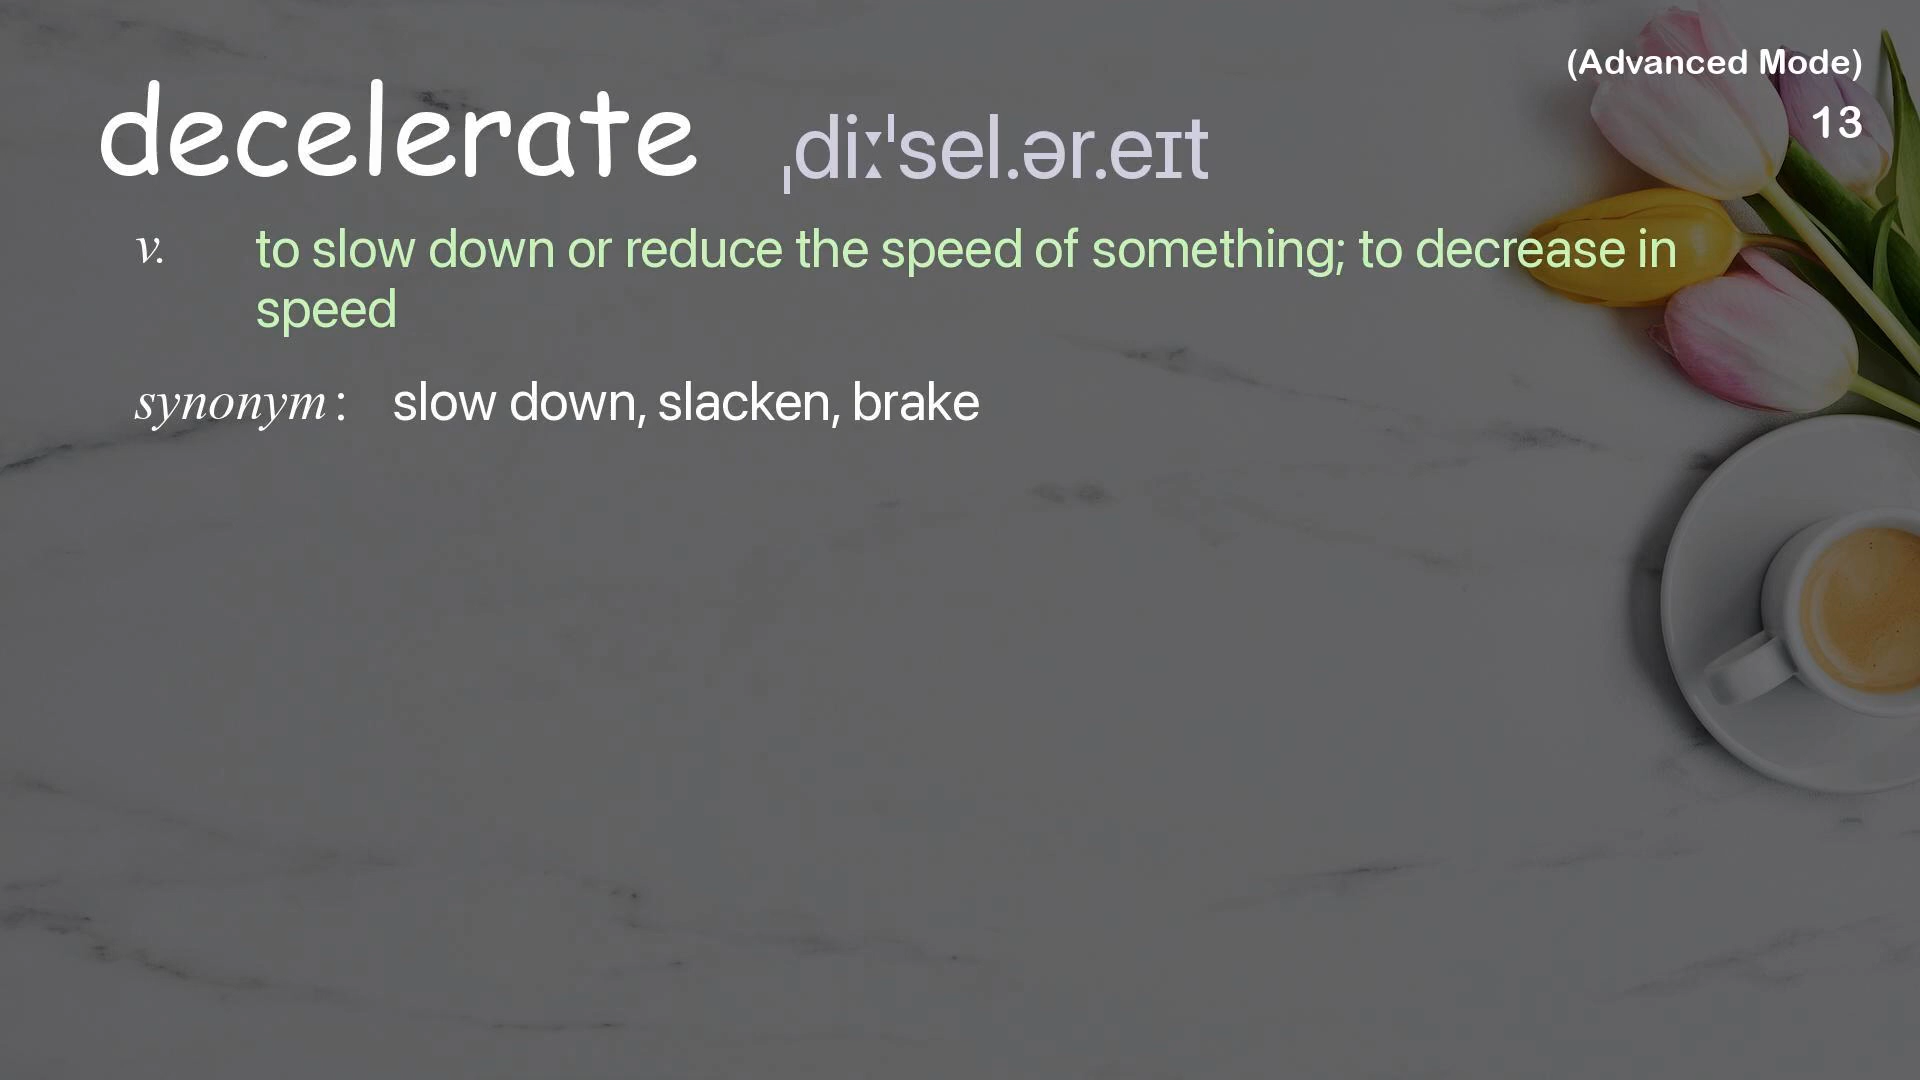 (Advanced Mode)
13
decelerate ˌdiːˈsel.ər.eɪt
v. to slow down or reduce the speed of something; to decrease in
speed
synonym: slow down, slacken, brake